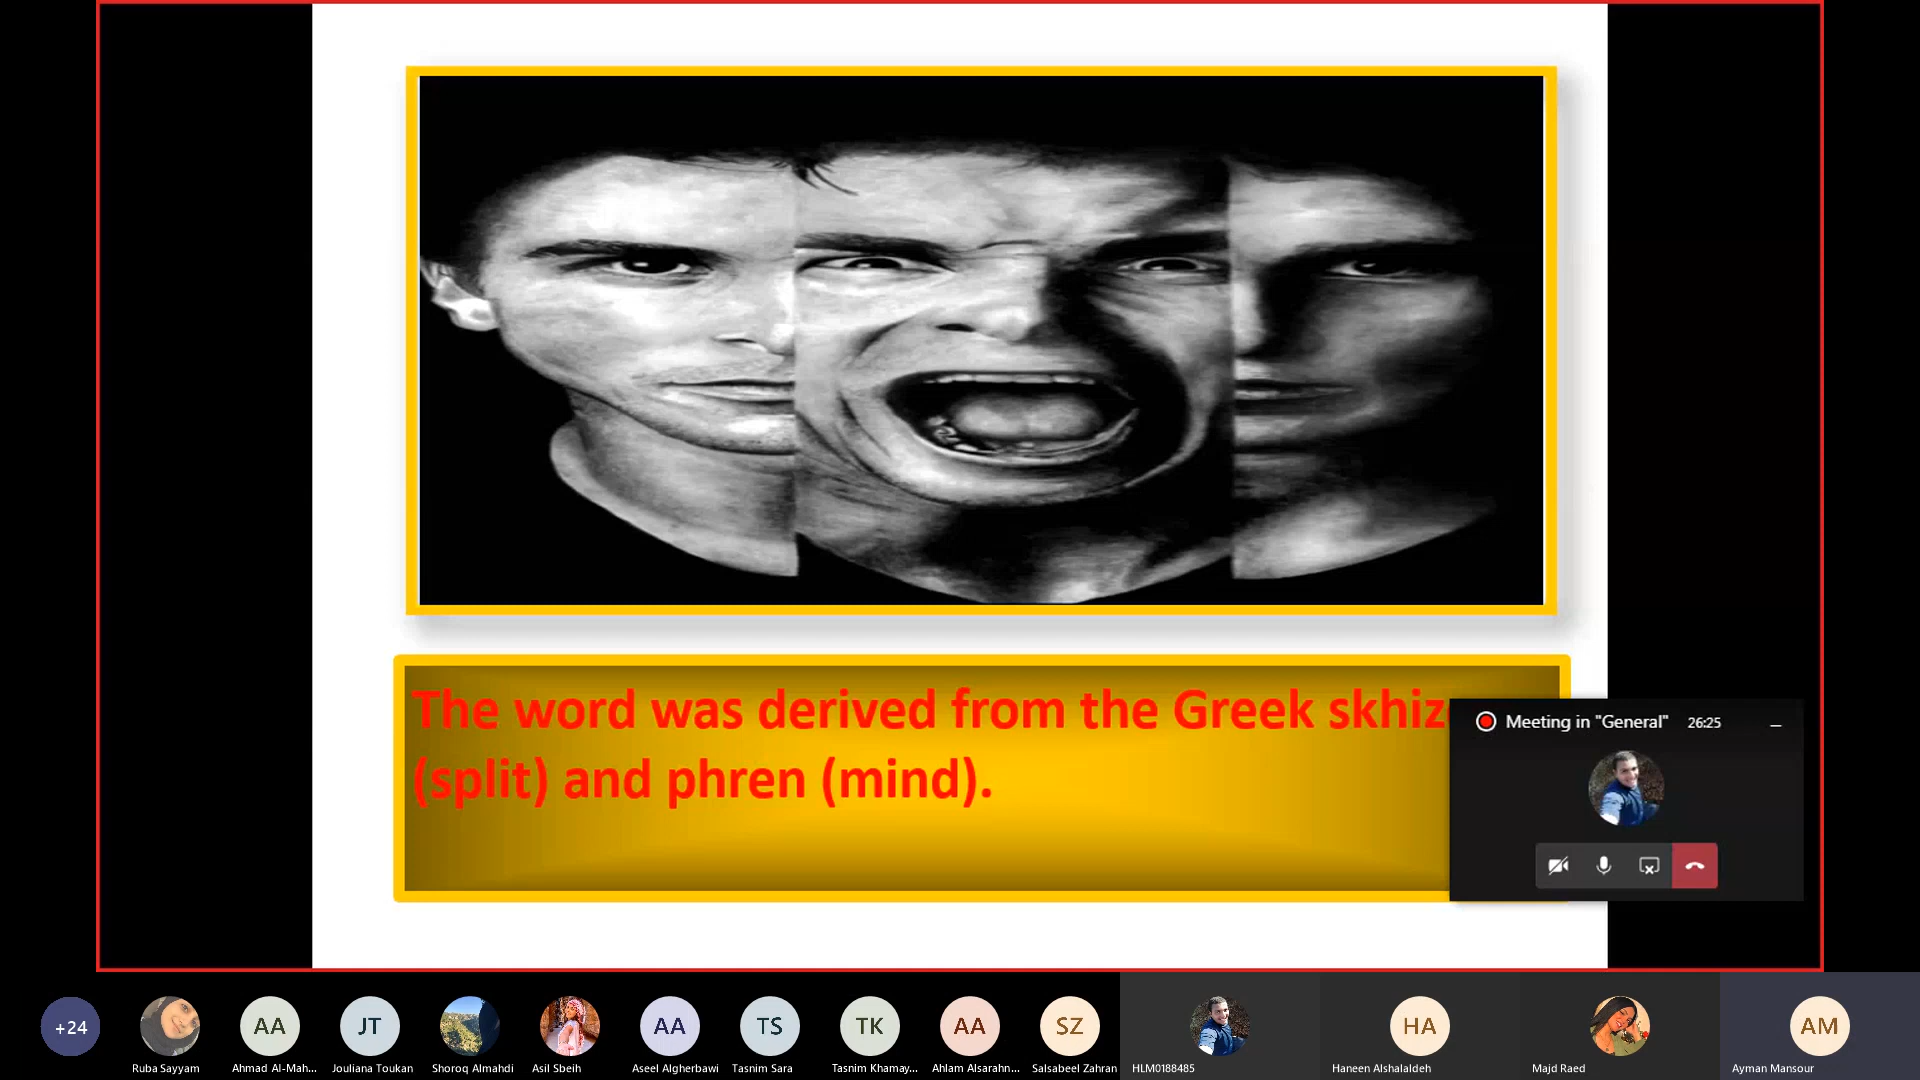 The word was derived from the Greek skhiz
(split) and phren (mind).
Meeting in "General" 26:25
+24
AA
JT
AA
TS
TK
AA
SZ
HA
AM
Ruba Sayyam
Ahmad Al-Mah...
Jouliana Toukan
Shoroq Almahdi
Asil Sbeih
Aseel Algherbawi
Tasnim Sara
Tasnim Khamay...
Ahlam Alsarahn...
Salsabeel Zahran
HLM0188485
Haneen Alshalaldeh
Majd Raed
Ayman Mansour